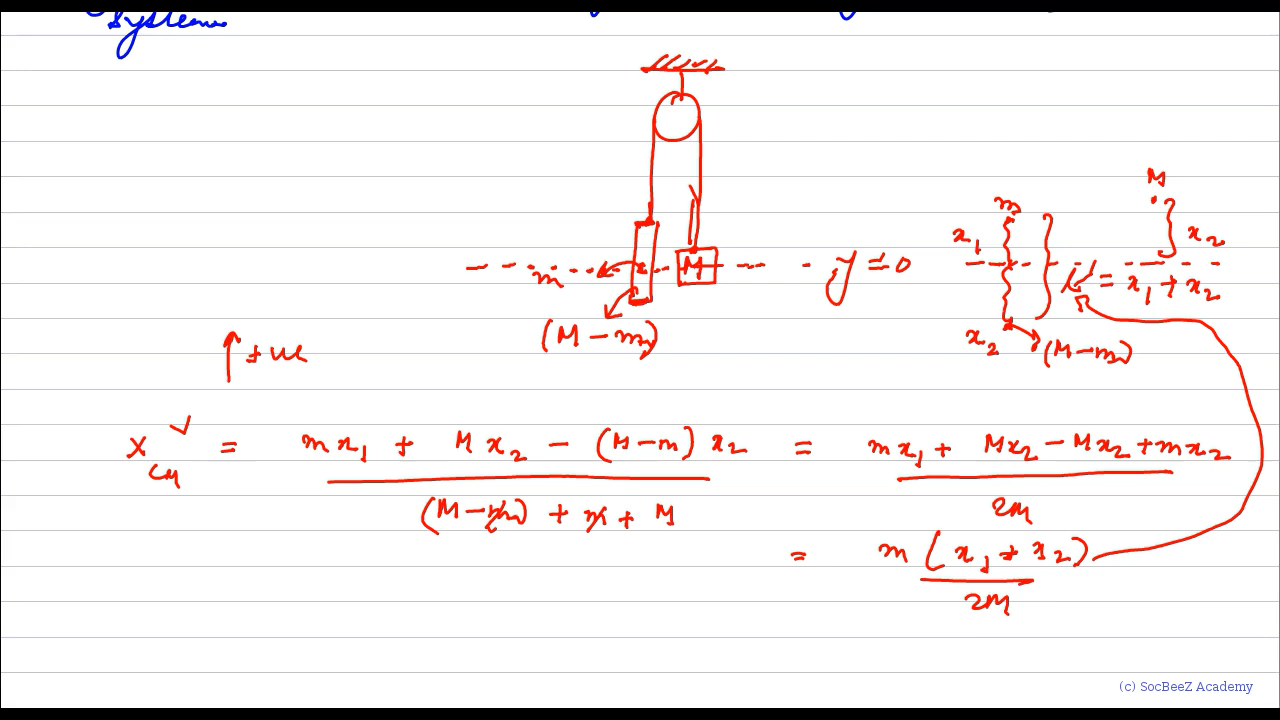 Systems
M
m
x₁
x₂
M
y = 0
m
l' = x₁ + x₂
(M - m)
x₂
(M - m)
+ ve
x_cm = mx₁ + Mx₂ - (M-m)x₂ / (M-m) + m + M = mx₁ + Mx₂ - Mx₂ + mx₂ / 2M
= m(x₁ + x₂) / 2M
(c) SocBeeZ Academy